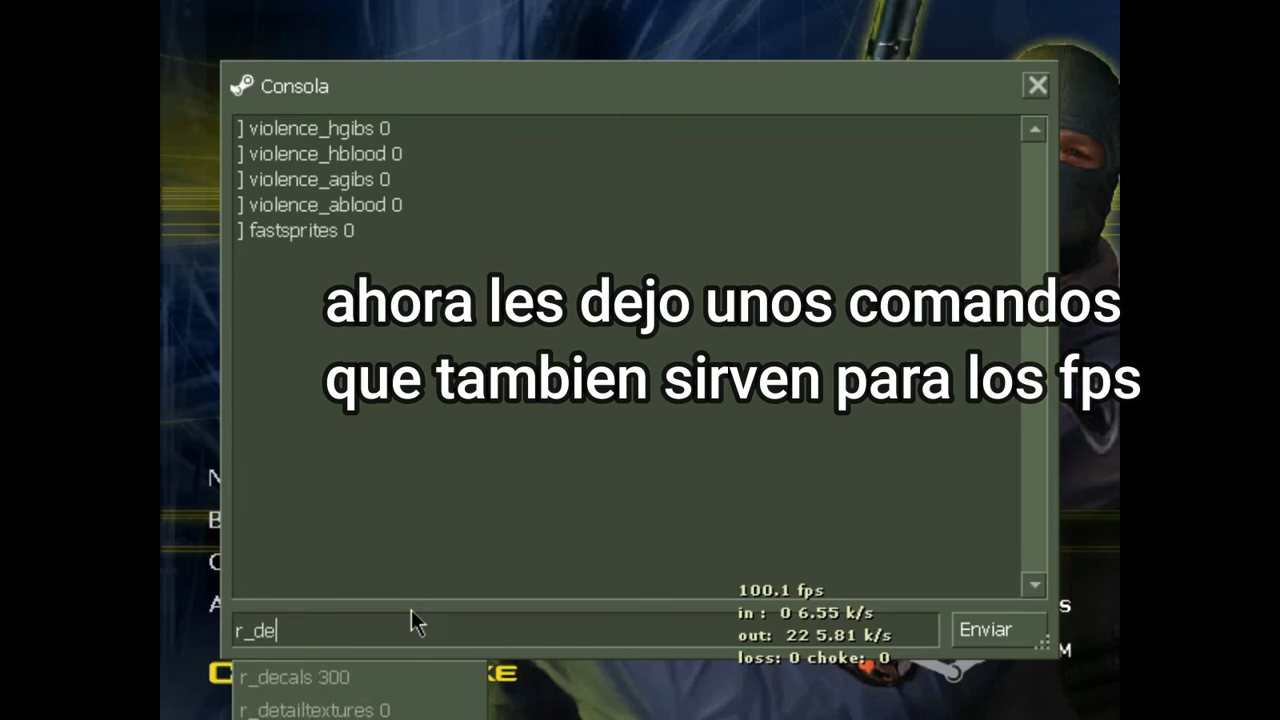 Consola
] violence_hgibs 0
] violence_hblood 0
] violence_agibs 0
] violence_ablood 0
] fastsprites 0
ahora les dejo unos comandos
que tambien sirven para los fps
100.1 fps
in : 0 6.55 k/s
out: 22 5.81 k/s
loss: 0 choke: 0
r_de
Enviar
r_decals 300
r_detailtextures 0